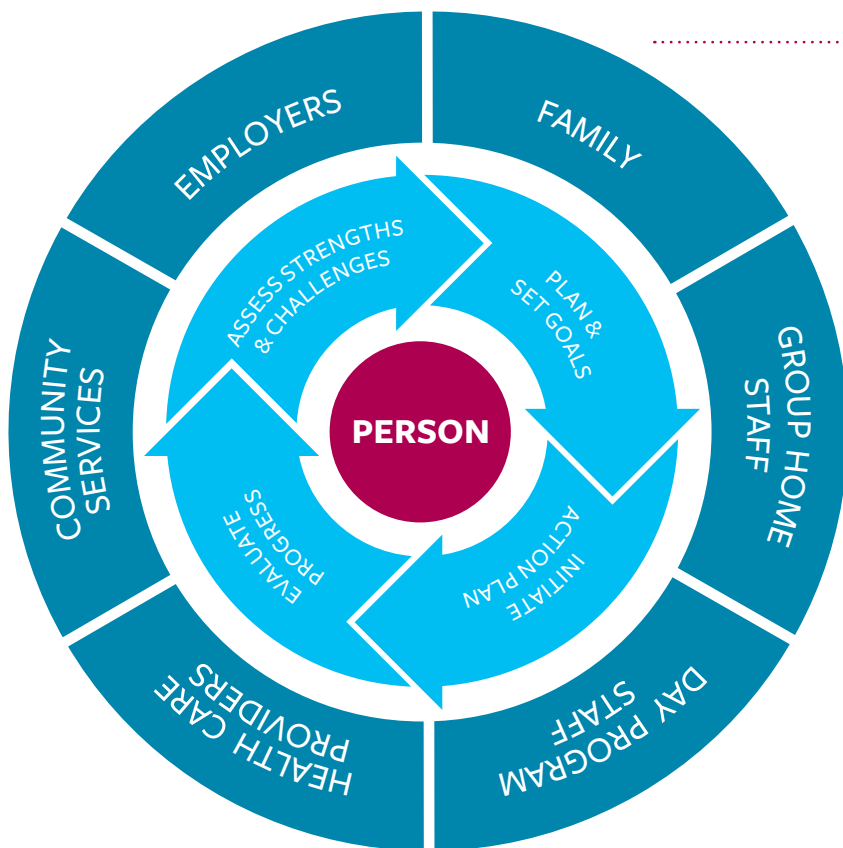 EMPLOYERS
FAMILY
GROUP HOME
STAFF
DAY PROGRAM
STAFF
HEALTH CARE
PROVIDERS
COMMUNITY
SERVICES
ASSESS STRENGTHS
& CHALLENGES
PLAN &
SET GOALS
INITIATE
ACTION PLAN
EVALUATE
PROGRESS
PERSON